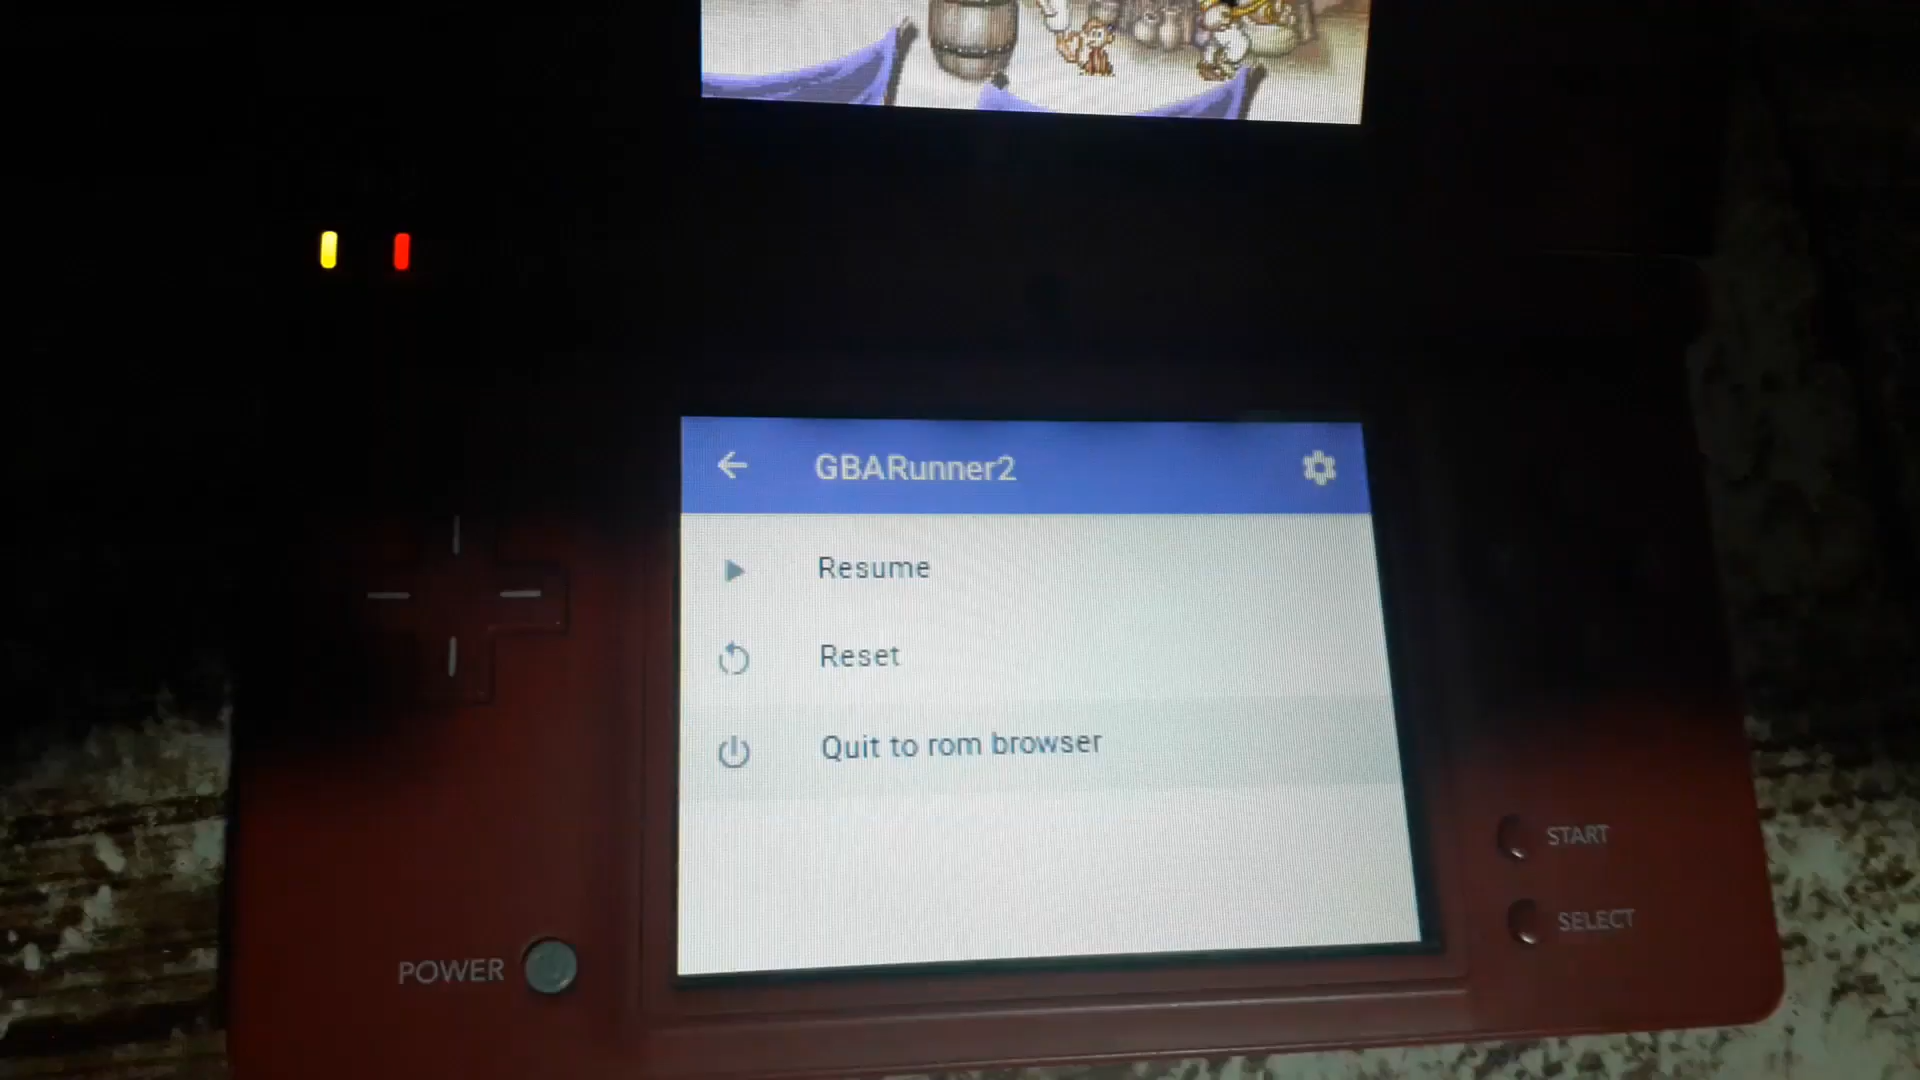 GBARunner2
Resume
Reset
Quit to rom browser
START
SELECT
POWER